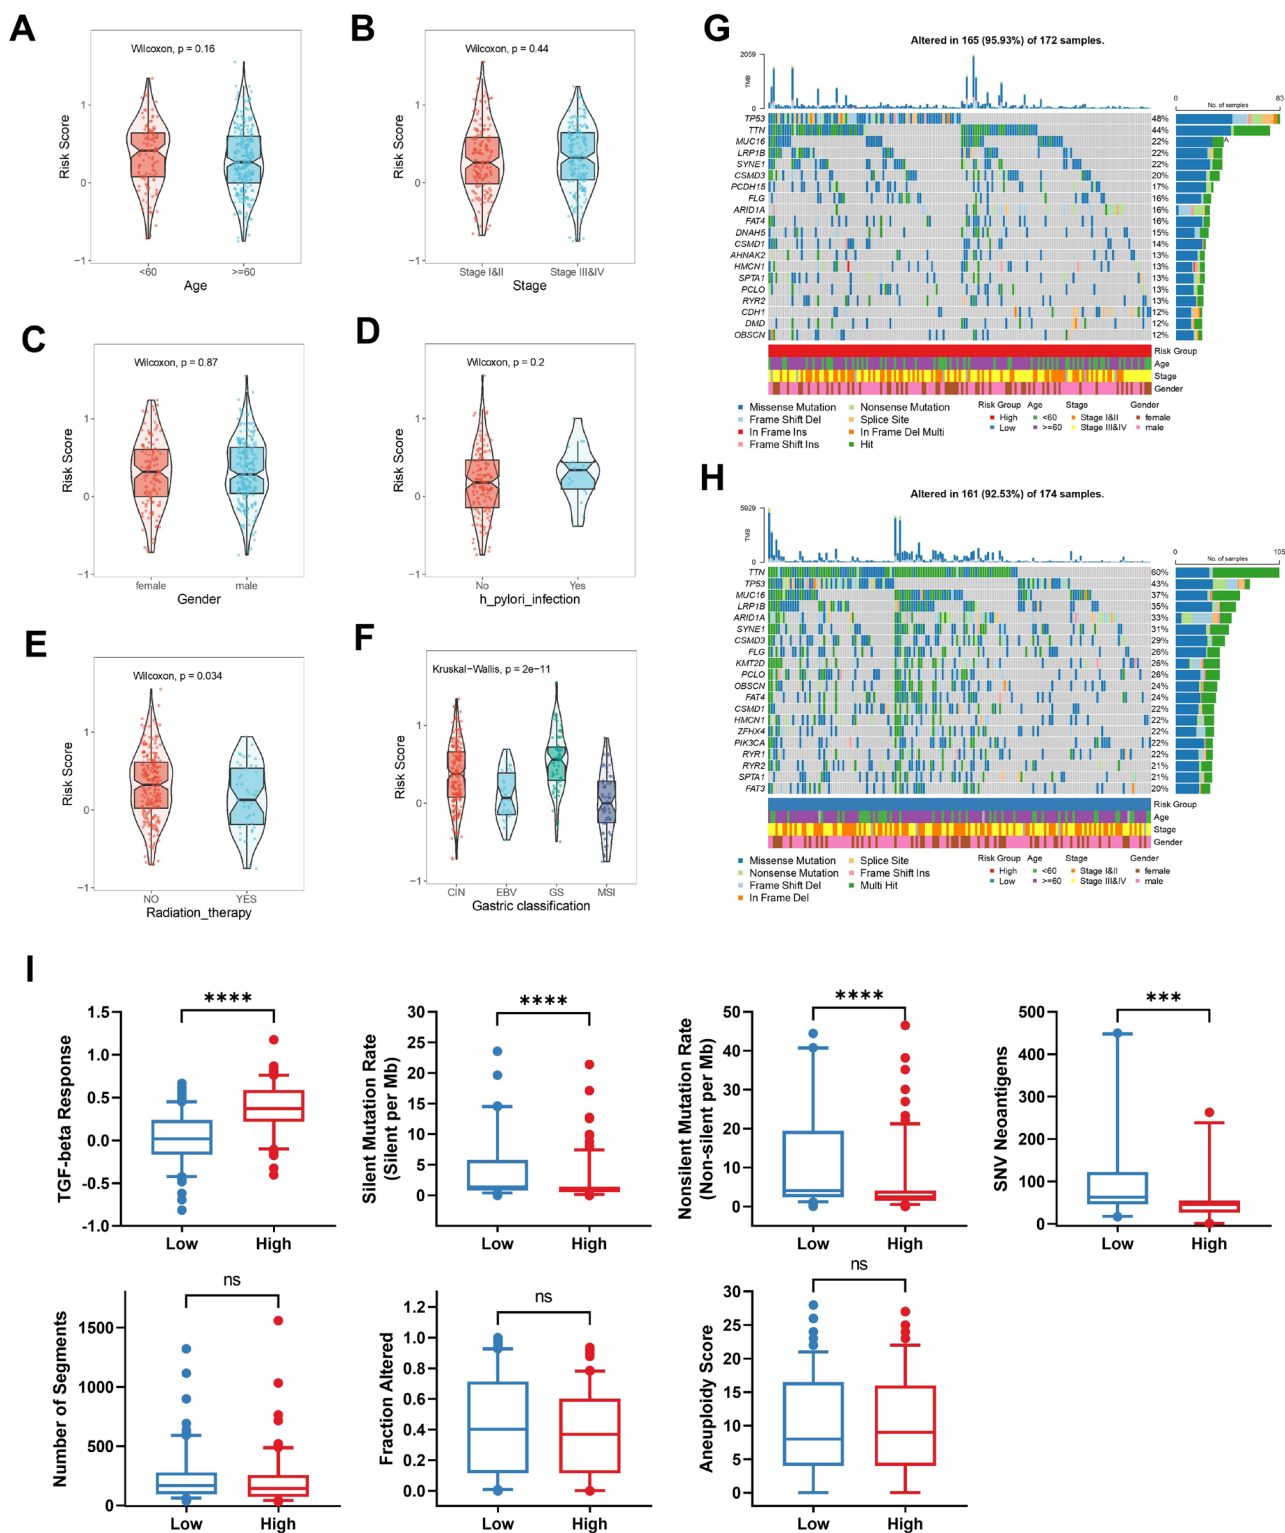 A
Wilcoxon, p = 0.16
Risk Score
1
0
−1
<60
>=60
Age
B
Wilcoxon, p = 0.44
Risk Score
1
0
−1
Stage I&II
Stage III&IV
Stage
C
Wilcoxon, p = 0.87
Risk Score
1
0
−1
female
male
Gender
D
Wilcoxon, p = 0.2
Risk Score
1
0
−1
No
Yes
h_pylori_infection
E
Wilcoxon, p = 0.034
Risk Score
1
0
−1
NO
YES
Radiation_therapy
F
Kruskal−Wallis, p = 2e−11
Risk Score
1
0
−1
CIN
EBV
GS
MSI
Gastric classification
G
Altered in 165 (95.93%) of 172 samples.
2059
TMB
0
0
83
No. of samples
TP53 48%
TTN 44%
MUC16 22%
LRP1B 22%
SYNE1 22%
CSMD3 20%
PCDH15 17%
FLG 16%
ARID1A 16%
FAT4 16%
DNAH5 15%
CSMD1 14%
AHNAK2 13%
HMCN1 13%
SPTA1 13%
PCLO 13%
RYR2 13%
CDH1 12%
DMD 12%
OBSCN 12%
Risk Group
Age
Stage
Gender
Missense Mutation
Frame Shift Del
In Frame Ins
Frame Shift Ins
Nonsense Mutation
Splice Site
In Frame Del Multi
Hit
Risk Group Age Stage Gender
High <60 Stage I&II female
Low >=60 Stage III&IV male
H
Altered in 161 (92.53%) of 174 samples.
5929
TMB
0
0
105
No. of samples
TTN 60%
TP53 43%
MUC16 37%
LRP1B 35%
ARID1A 33%
SYNE1 31%
CSMD3 29%
FLG 26%
KMT2D 26%
PCLO 26%
OBSCN 24%
FAT4 24%
CSMD1 22%
HMCN1 22%
ZFHX4 22%
PIK3CA 22%
RYR1 22%
RYR2 21%
SPTA1 21%
FAT3 20%
Risk Group
Age
Stage
Gender
Missense Mutation
Nonsense Mutation
Frame Shift Del
In Frame Del
Splice Site
Frame Shift Ins
Multi Hit
Risk Group Age Stage Gender
High <60 Stage I&II female
Low >=60 Stage III&IV male
I
****
TGF-beta Response
1.5
1.0
0.5
0.0
-0.5
-1.0
Low
High
****
Silent Mutation Rate
(Silent per Mb)
30
25
20
15
10
5
0
Low
High
****
Nonsilent Mutation Rate
(Non-silent per Mb)
50
40
30
20
10
0
Low
High
***
SNV Neoantigens
500
400
300
200
100
0
Low
High
ns
Number of Segments
1500
1000
500
0
Low
High
ns
Fraction Altered
1.2
1.0
0.8
0.6
0.4
0.2
0.0
Low
High
ns
Aneuploidy Score
30
25
20
15
10
5
0
Low
High